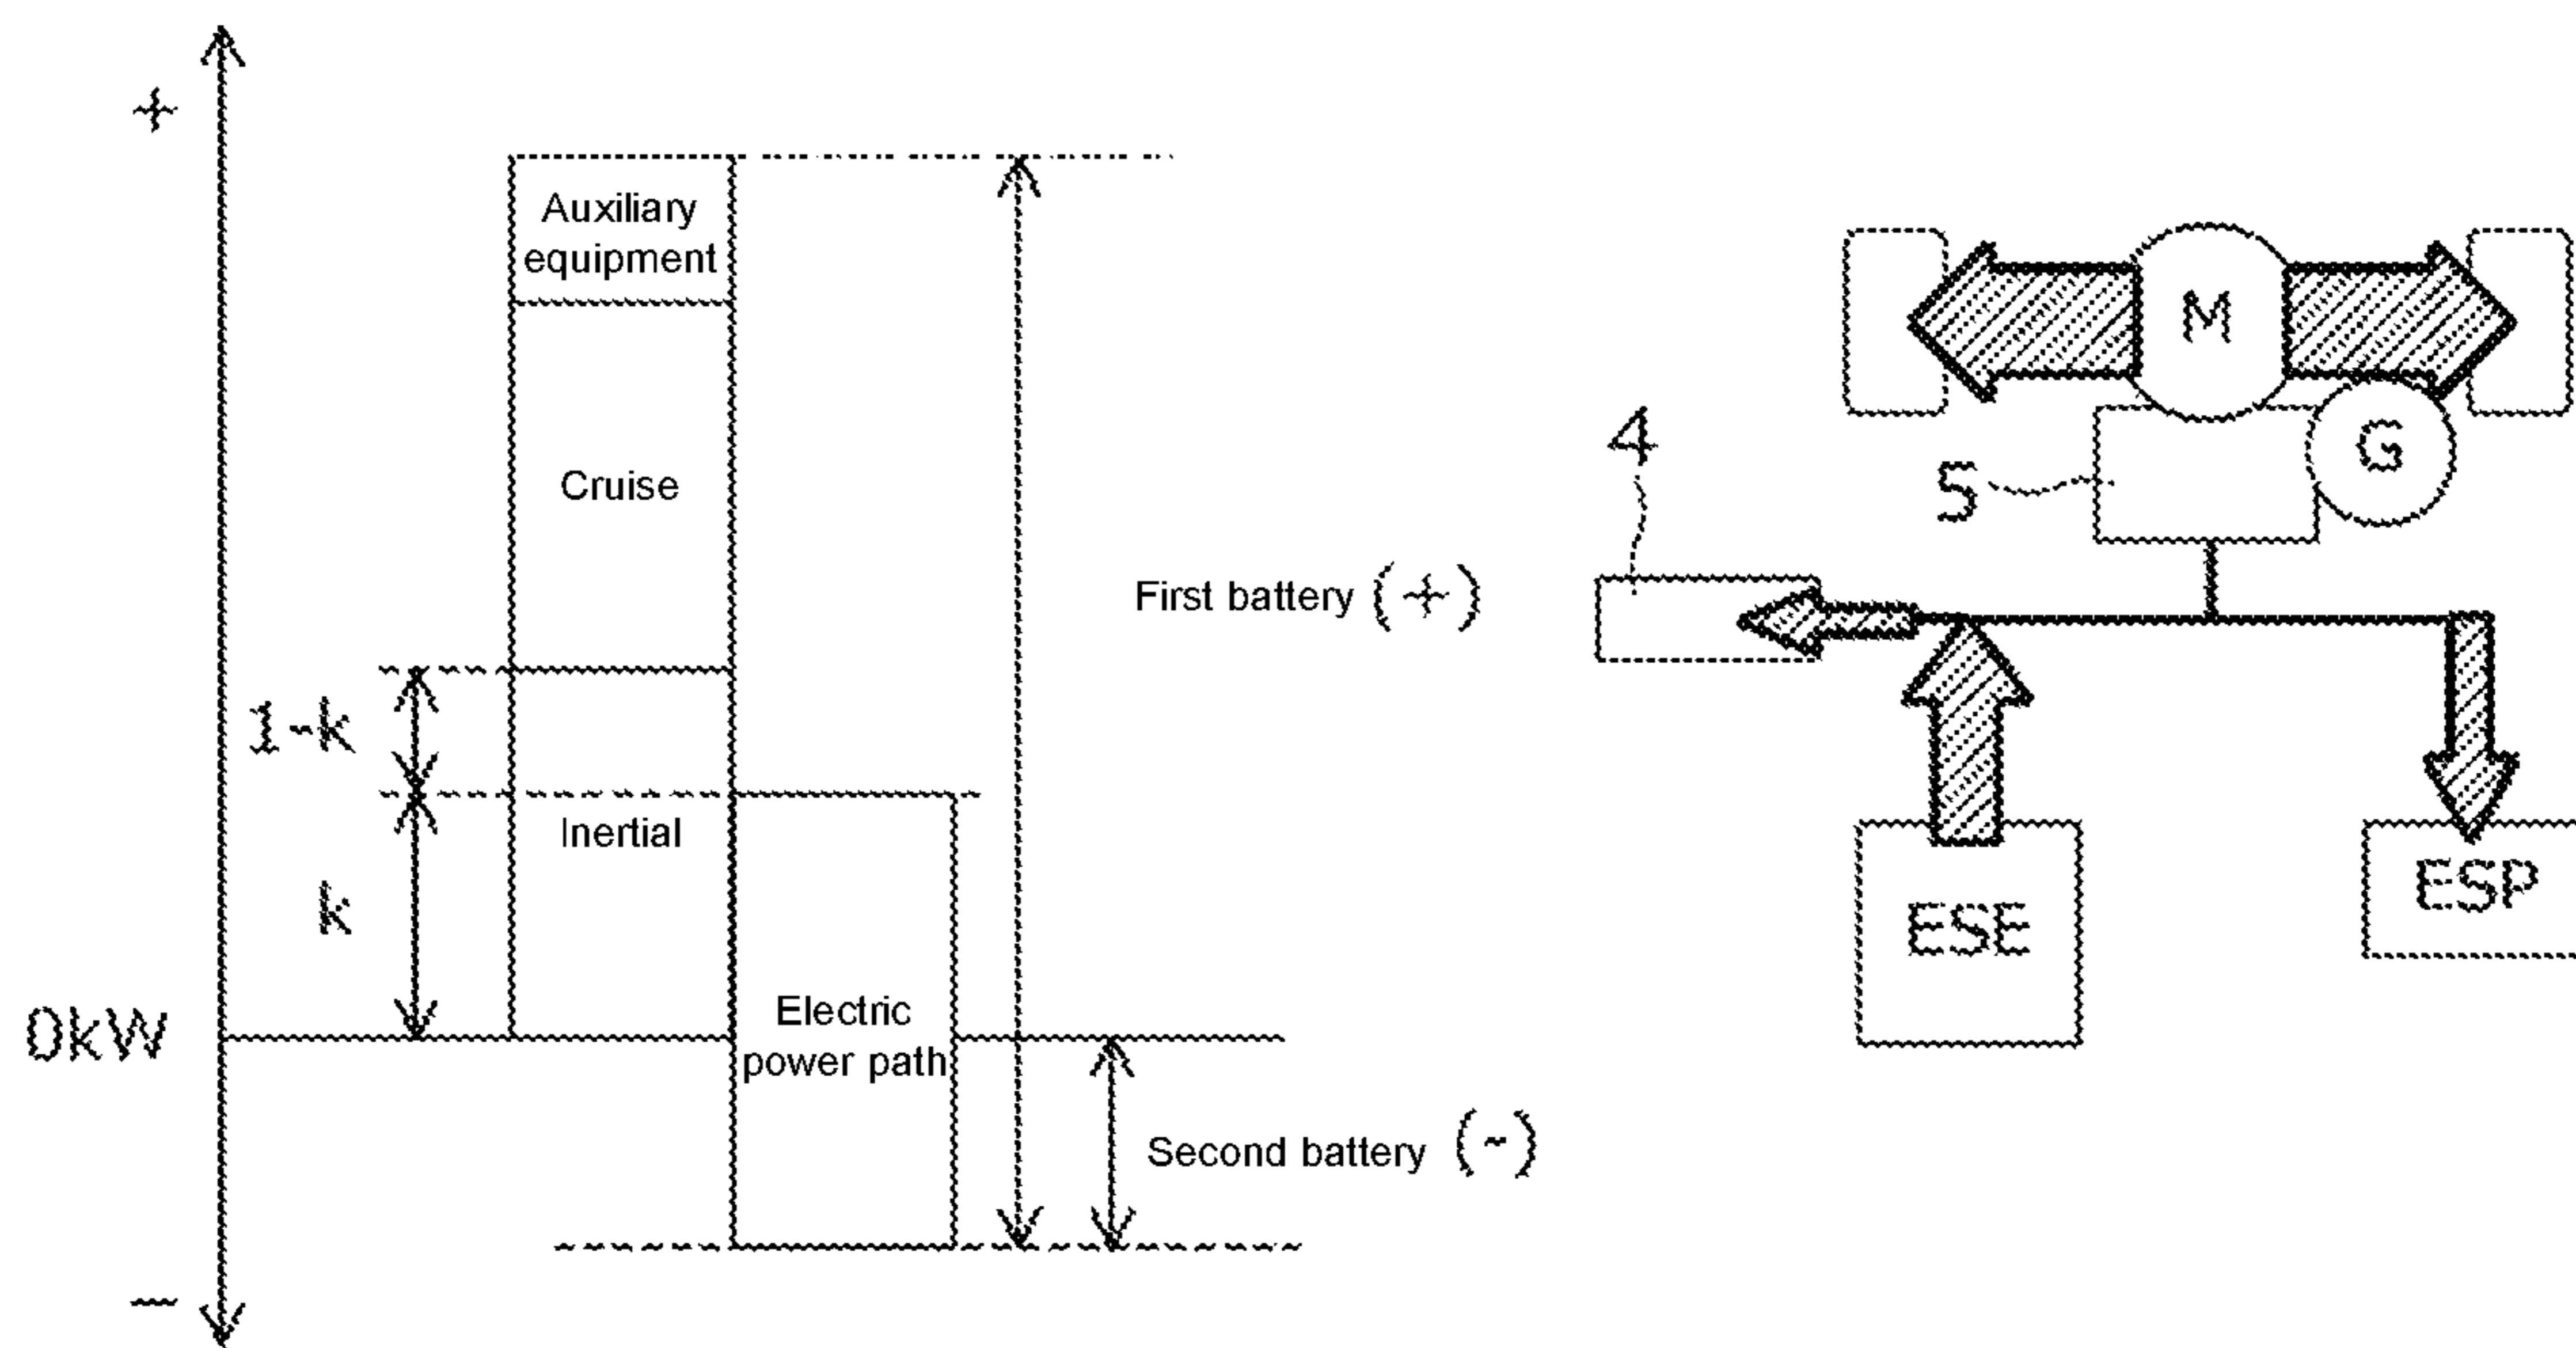 +
Auxiliary
equipment
Cruise
1-k
Inertial
k
0kW
Electric
power path
−
First battery (+)
Second battery (-)
M
G
4
5
ESE
ESP